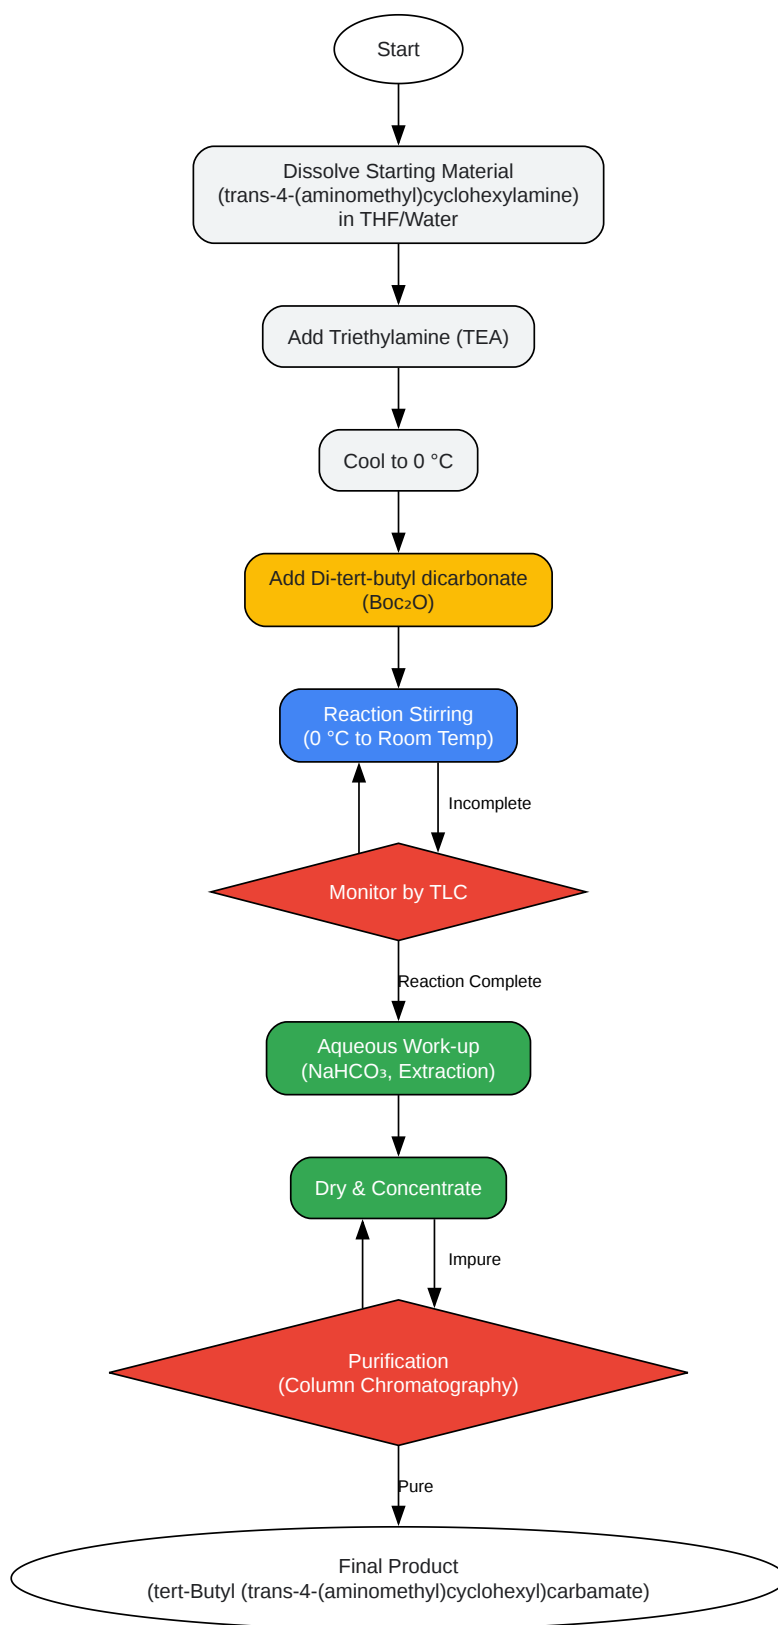 Start
Dissolve Starting Material
(trans-4-(aminomethyl)cyclohexylamine)
in THF/Water
Add Triethylamine (TEA)
Cool to 0 °C
Add Di-tert-butyl dicarbonate
(Boc₂O)
Reaction Stirring
(0 °C to Room Temp)
Incomplete
Monitor by TLC
Reaction Complete
Aqueous Work-up
(NaHCO₃, Extraction)
Dry & Concentrate
Impure
Purification
(Column Chromatography)
Pure
Final Product
(tert-Butyl (trans-4-(aminomethyl)cyclohexyl)carbamate)